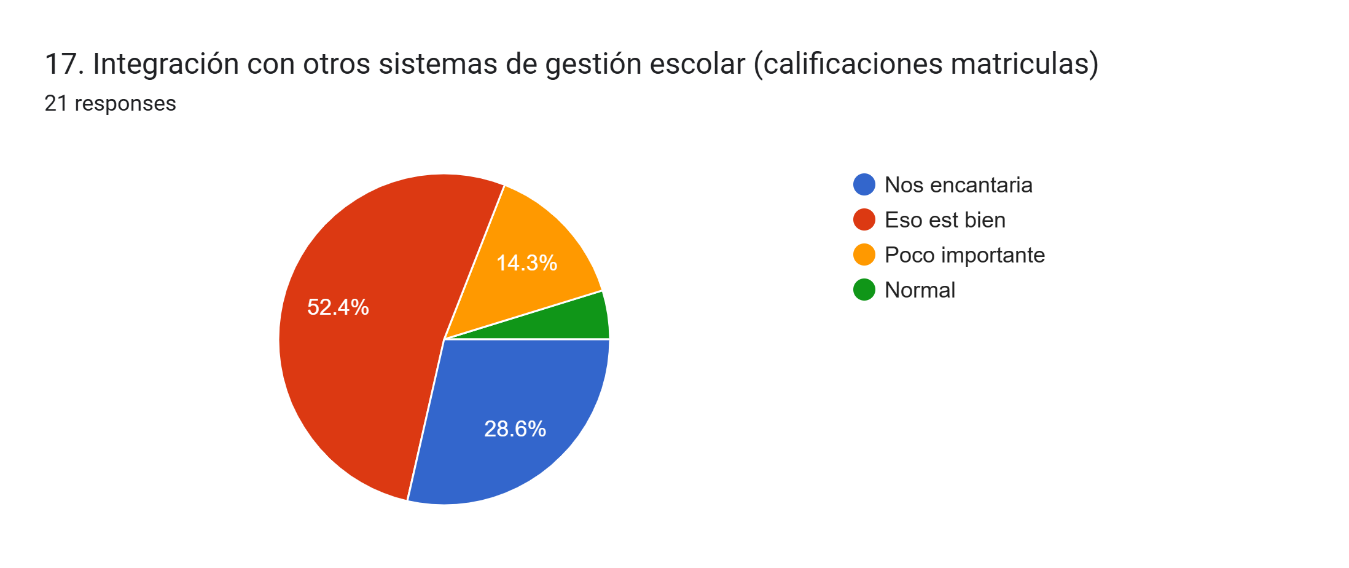 17. Integración con otros sistemas de gestión escolar (calificaciones matriculas)
21 responses
14.3%
52.4%
28.6%
Nos encantaria
Eso est bien
Poco importante
Normal